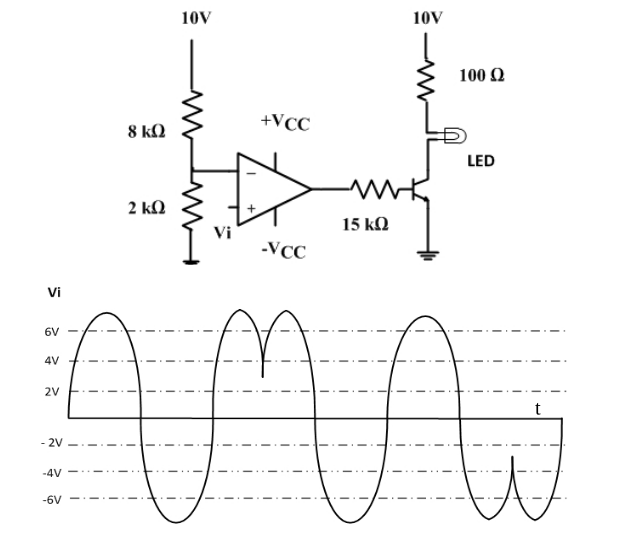 10V 10V
100 Ω
+VCC
8 kΩ
LED
−
2 kΩ
+
Vi
15 kΩ
-VCC
Vi
6V
4V
2V
t
- 2V
-4V
-6V